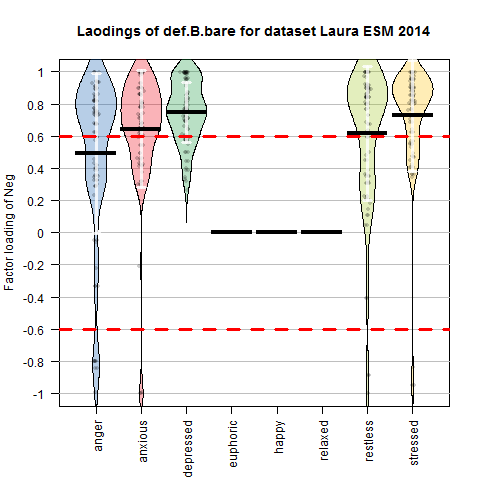 Laodings of def.B.bare for dataset Laura ESM 2014
Factor loading of Neg
1
0.8
0.6
0.4
0.2
0
-0.2
-0.4
-0.6
-0.8
-1
anger
anxious
depressed
euphoric
happy
relaxed
restless
stressed